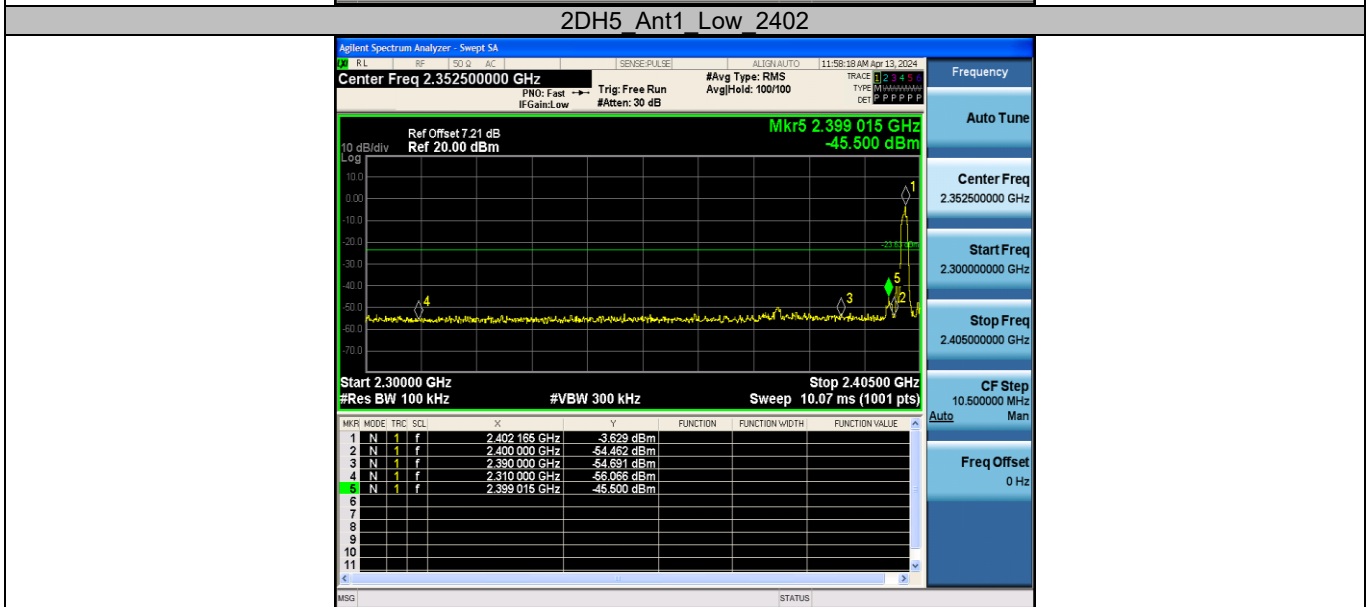 2DH5_Ant1_Low_2402
Agilent Spectrum Analyzer - Swept SA
RL RF 50 Ω AC SENSE:PULSE ALIGNAUTO 11:58:18 AM Apr 13, 2024
Center Freq 2.352500000 GHz #Avg Type: RMS TRACE 1 2 3 4 5 6
PNO: Fast Trig: Free Run Avg|Hold: 100/100 TYPE
IFGain:Low #Atten: 30 dB DET P P P P P P
Frequency
Auto Tune
Center Freq
2.352500000 GHz
Start Freq
2.300000000 GHz
Stop Freq
2.405000000 GHz
CF Step
10.500000 MHz
Auto Man
Freq Offset
0 Hz
Mkr5 2.399 015 GHz
-45.500 dBm
Ref Offset 7.21 dB
10 dB/div Ref 20.00 dBm
Log
10.0
0.00
-10.0
-20.0
-30.0
-40.0
-50.0
-60.0
-70.0
1
5
4
3
2
Start 2.30000 GHz Stop 2.40500 GHz
#Res BW 100 kHz #VBW 300 kHz Sweep 10.07 ms (1001 pts)
MKR MODE TRC SCL X Y FUNCTION FUNCTION WIDTH FUNCTION VALUE
1 N 1 f 2.402 165 GHz -3.629 dBm
2 N 1 f 2.400 000 GHz -54.462 dBm
3 N 1 f 2.390 000 GHz -54.691 dBm
4 N 1 f 2.310 000 GHz -56.066 dBm
5 N 1 f 2.399 015 GHz -45.500 dBm
6
7
8
9
10
11
MSG STATUS